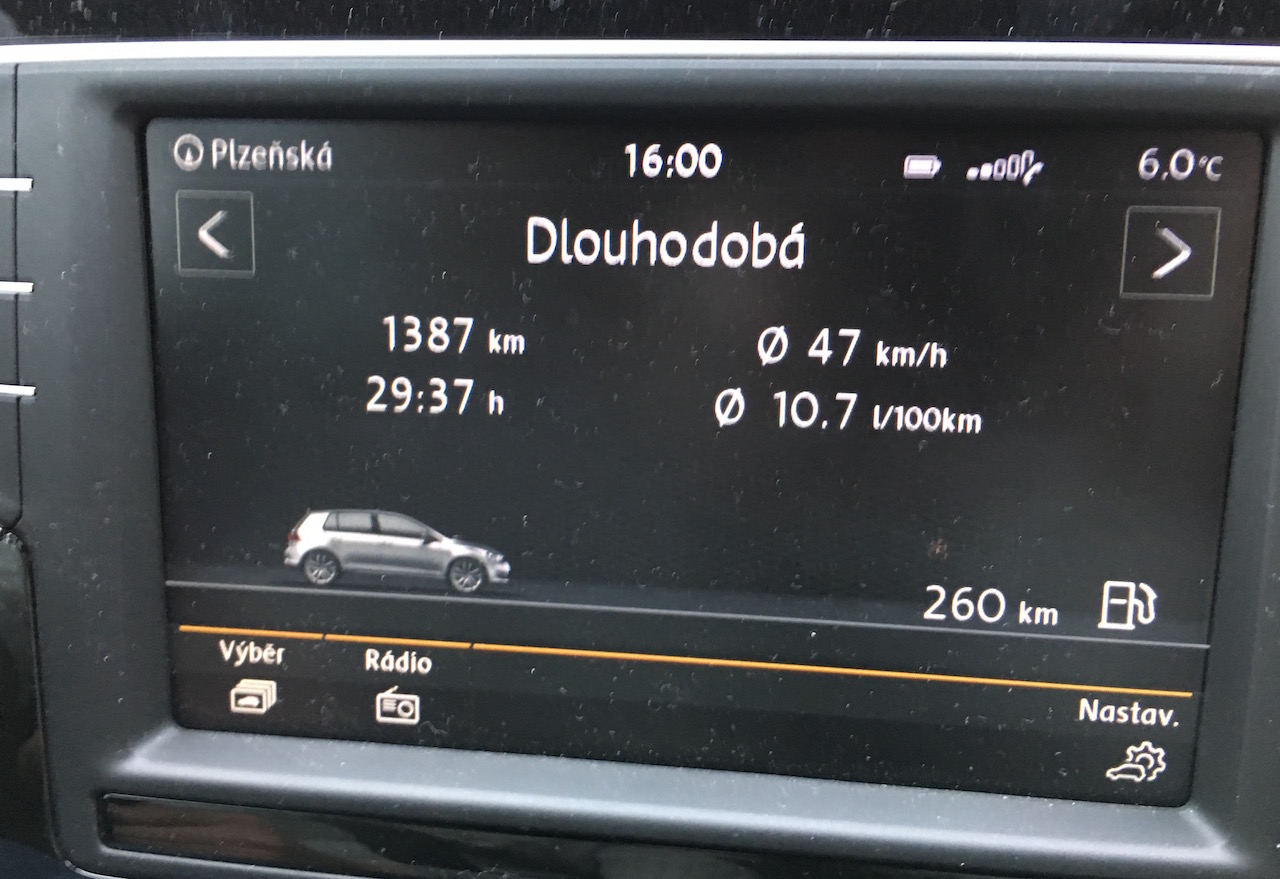 Plzeňská 16:00 6,0°C
Dlouhodobá
1387 km Ø 47 km/h
29:37 h Ø 10.7 l/100km
260 km
Výběr Rádio
Nastav.